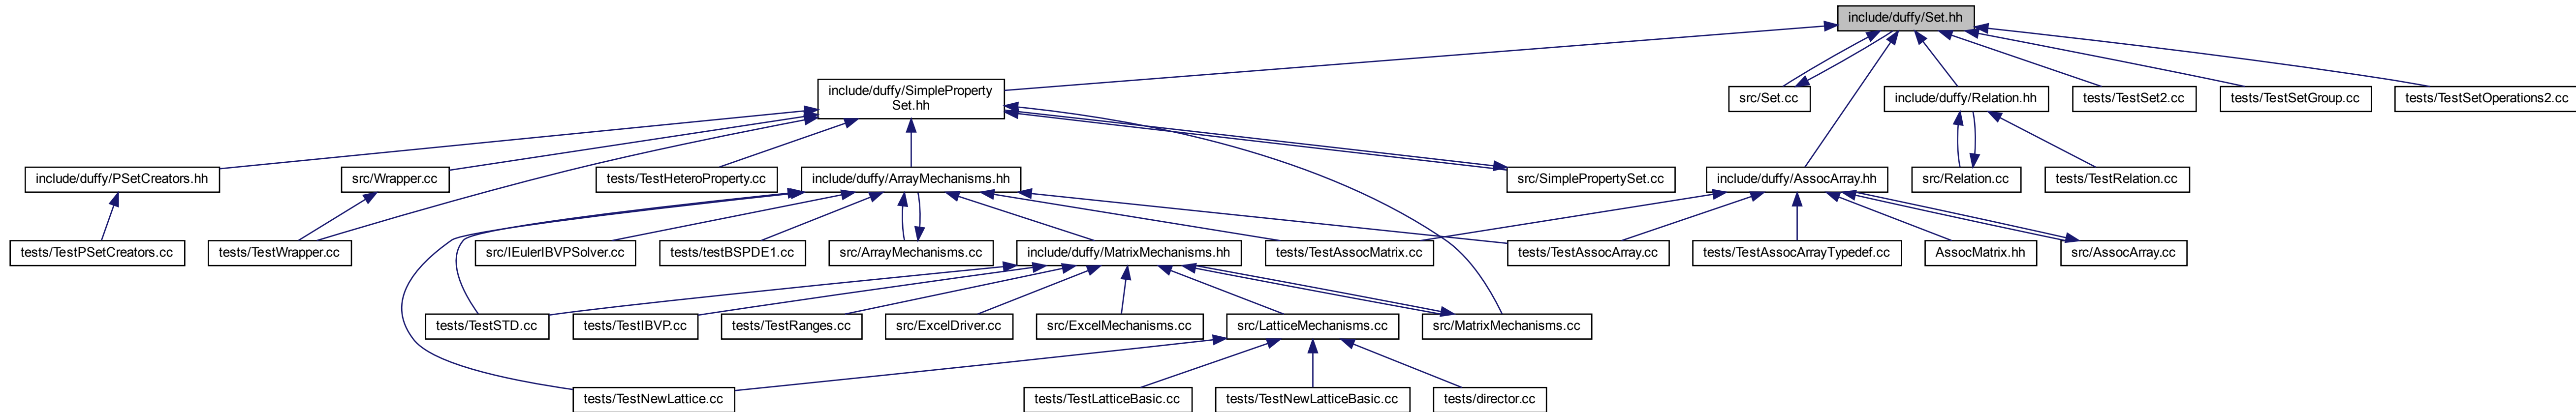 include/duffy/Set.hh
include/duffy/SimpleProperty
Set.hh
src/Set.cc
include/duffy/Relation.hh
tests/TestSet2.cc
tests/TestSetGroup.cc
tests/TestSetOperations2.cc
include/duffy/PSetCreators.hh
src/Wrapper.cc
tests/TestHeteroProperty.cc
include/duffy/ArrayMechanisms.hh
src/SimplePropertySet.cc
include/duffy/AssocArray.hh
src/Relation.cc
tests/TestRelation.cc
tests/TestPSetCreators.cc
tests/TestWrapper.cc
src/IEulerIBVPSolver.cc
tests/testBSPDE1.cc
src/ArrayMechanisms.cc
include/duffy/MatrixMechanisms.hh
tests/TestAssocMatrix.cc
tests/TestAssocArray.cc
tests/TestAssocArrayTypedef.cc
AssocMatrix.hh
src/AssocArray.cc
tests/TestSTD.cc
tests/TestIBVP.cc
tests/TestRanges.cc
src/ExcelDriver.cc
src/ExcelMechanisms.cc
src/LatticeMechanisms.cc
src/MatrixMechanisms.cc
tests/TestNewLattice.cc
tests/TestLatticeBasic.cc
tests/TestNewLatticeBasic.cc
tests/director.cc